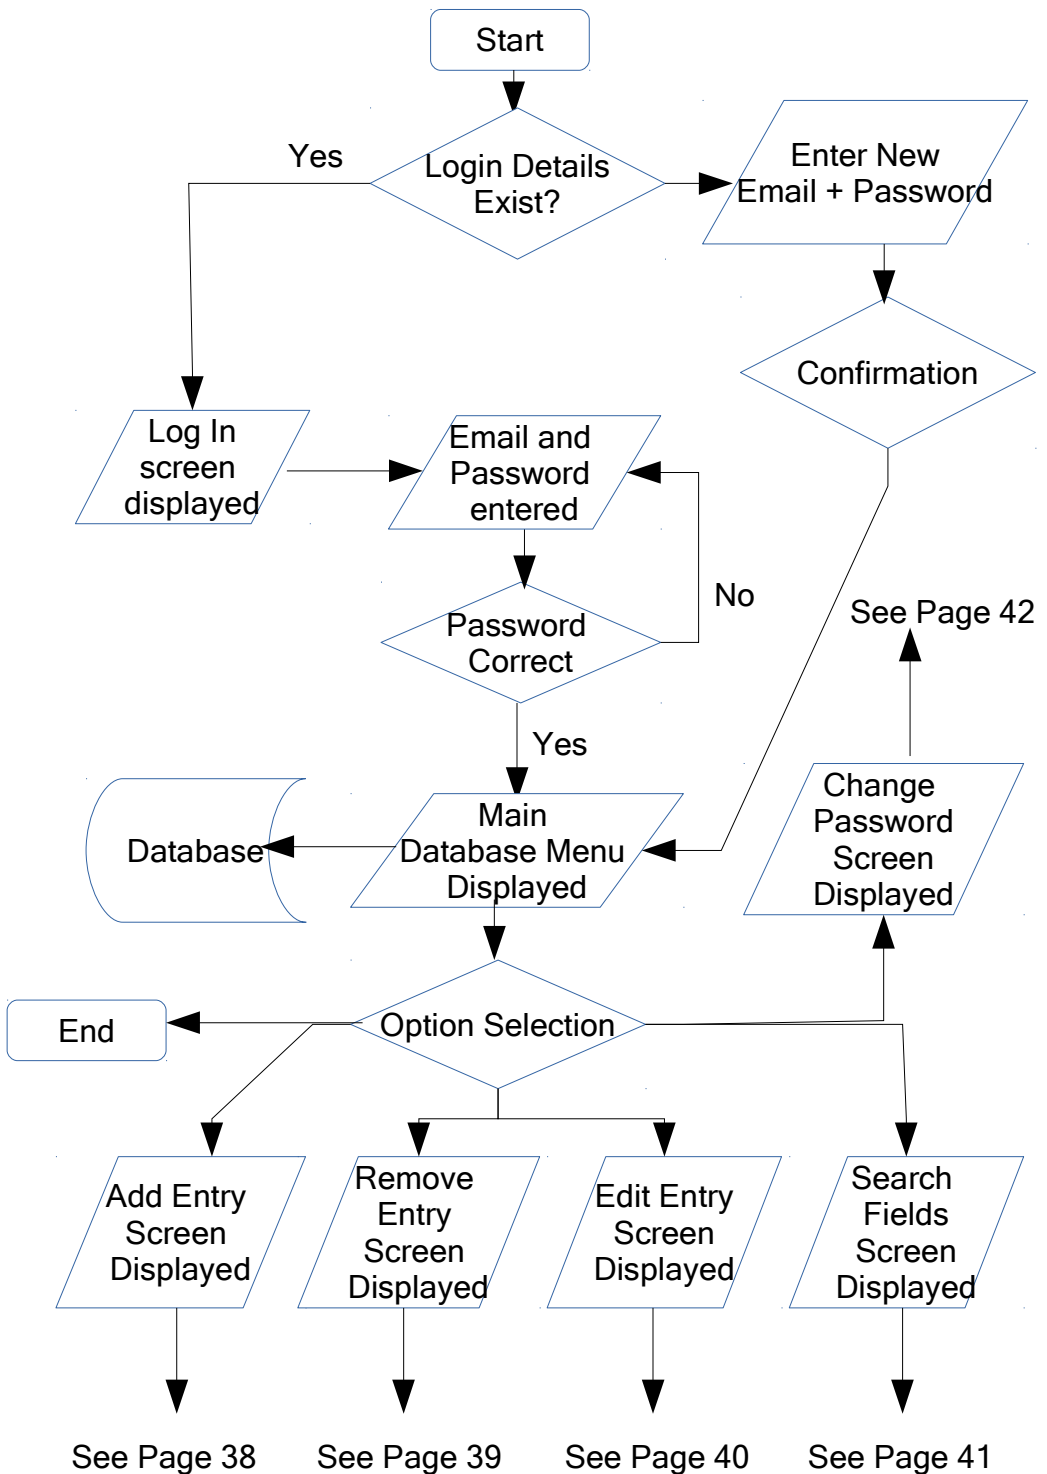 Start
Yes
Login Details
Exist?
Enter New
Email + Password
Confirmation
Log In
screen
displayed
Email and
Password
entered
No
Password
Correct
See Page 42
Yes
Change
Password
Screen
Displayed
Main
Database Menu
Displayed
Database
End
Option Selection
Add Entry
Screen
Displayed
Remove
Entry
Screen
Displayed
Edit Entry
Screen
Displayed
Search
Fields
Screen
Displayed
See Page 38
See Page 39
See Page 40
See Page 41